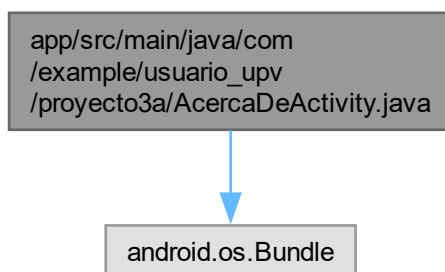 app/src/main/java/com
/example/usuario_upv
/proyecto3a/AcercaDeActivity.java
android.os.Bundle